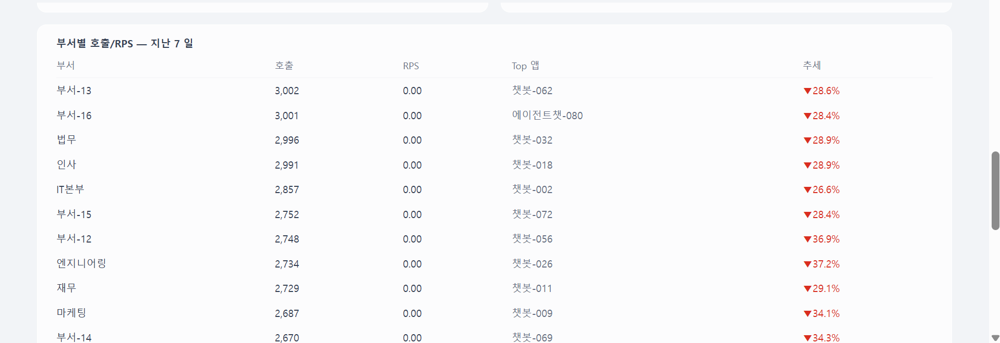 부서별 호출/RPS — 지난 7 일
부서 호출 RPS Top 앱 추세
부서-13 3,002 0.00 챗봇-062 ▼28.6%
부서-16 3,001 0.00 에이전트챗-080 ▼28.4%
법무 2,996 0.00 챗봇-032 ▼28.9%
인사 2,991 0.00 챗봇-018 ▼28.9%
IT본부 2,857 0.00 챗봇-002 ▼26.6%
부서-15 2,752 0.00 챗봇-072 ▼28.4%
부서-12 2,748 0.00 챗봇-056 ▼36.9%
엔지니어링 2,734 0.00 챗봇-026 ▼37.2%
재무 2,729 0.00 챗봇-011 ▼29.1%
마케팅 2,687 0.00 챗봇-009 ▼34.1%
부서-14 2,670 0.00 챗봇-069 ▼34.3%